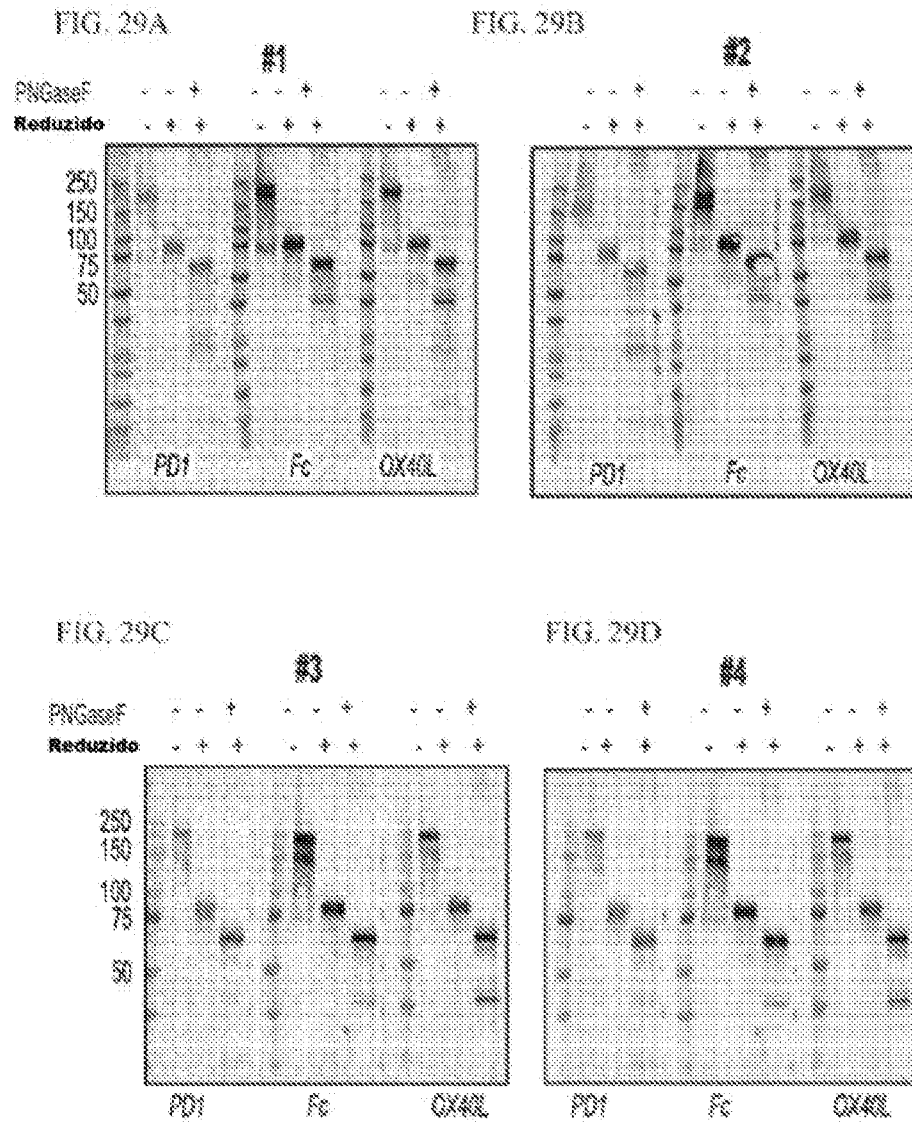 FIG. 29A
#1
PNGaseF - - + - - + - - +
Reduzido - + + - + + - + +
250
150
100
75
50
PD1 Fc OX40L
FIG. 29B
#2
- - + - - + - - +
- + + - + + - + +
PD1 Fc OX40L
FIG. 29C
#3
PNGaseF - - + - - + - - +
Reduzido - + + - + + - + +
250
150
100
75
50
PD1 Fc OX40L
FIG. 29D
#4
- - + - - + - - +
- + + - + + - + +
PD1 Fc OX40L